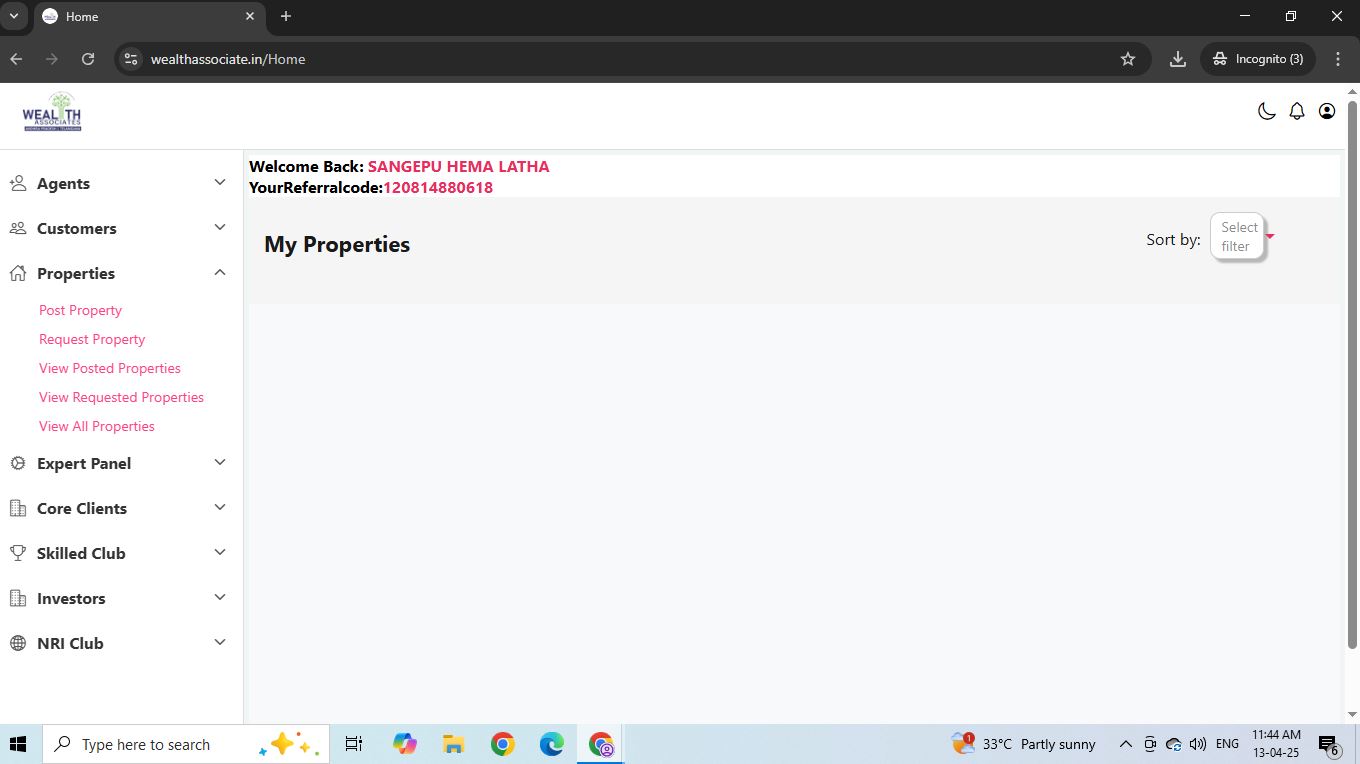 Home
wealthassociate.in/Home
Incognito (3)
WEALTH
ASSOCIATES
Welcome Back: SANGEPU HEMA LATHA
YourReferralcode:120814880618
Agents
Customers
Properties
Post Property
Request Property
View Posted Properties
View Requested Properties
View All Properties
Expert Panel
Core Clients
Skilled Club
Investors
NRI Club
My Properties
Sort by:
Select
filter
Type here to search
1
33°C Partly sunny
ENG
11:44 AM
13-04-25
6